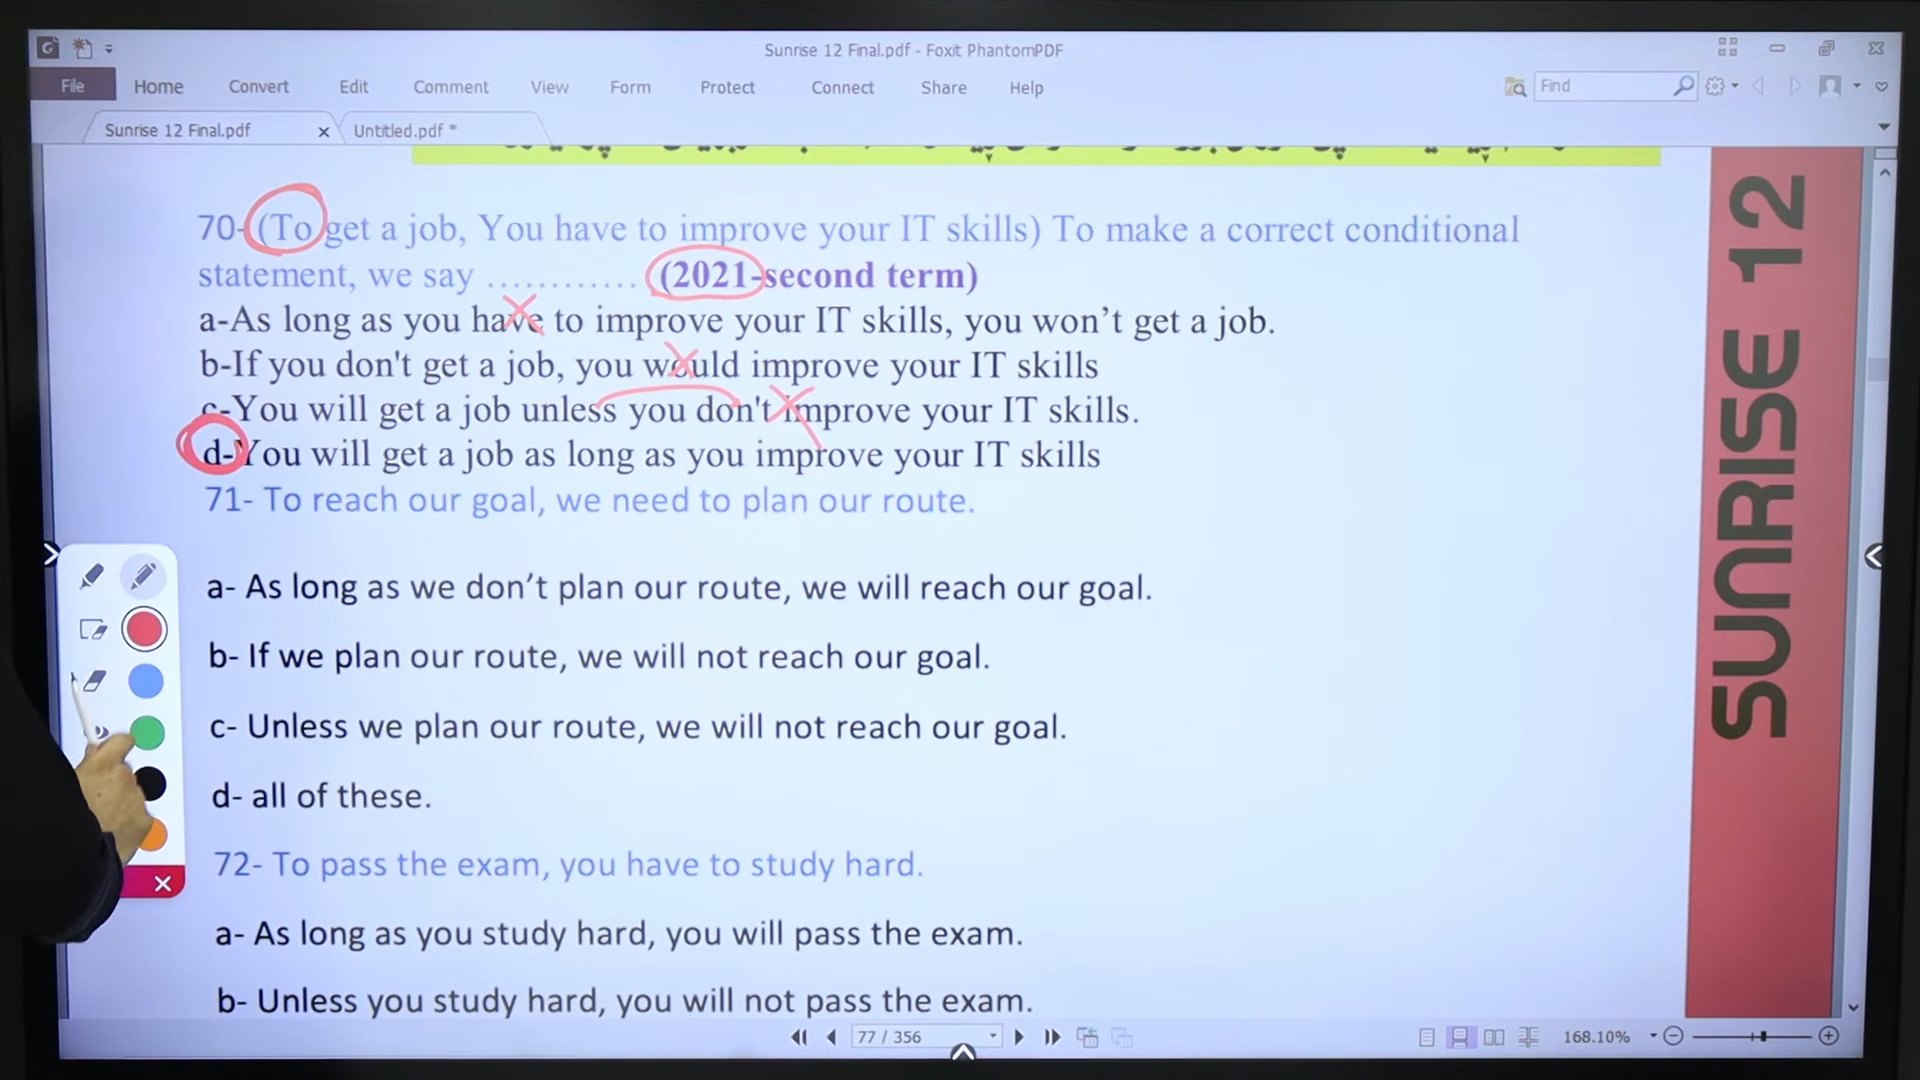 Sunrise 12 Final.pdf - Foxit PhantomPDF
File Home Convert Edit Comment View Form Protect Connect Share Help Find
Sunrise 12 Final.pdf Untitled.pdf *
70- (To get a job, You have to improve your IT skills) To make a correct conditional
statement, we say ............ (2021-second term)
a-As long as you have to improve your IT skills, you won’t get a job.
b-If you don't get a job, you would improve your IT skills
c-You will get a job unless you don't improve your IT skills.
d-You will get a job as long as you improve your IT skills
71- To reach our goal, we need to plan our route.
a- As long as we don’t plan our route, we will reach our goal.
b- If we plan our route, we will not reach our goal.
c- Unless we plan our route, we will not reach our goal.
d- all of these.
72- To pass the exam, you have to study hard.
a- As long as you study hard, you will pass the exam.
b- Unless you study hard, you will not pass the exam.
SUNRISE 12
77 / 356
168.10%